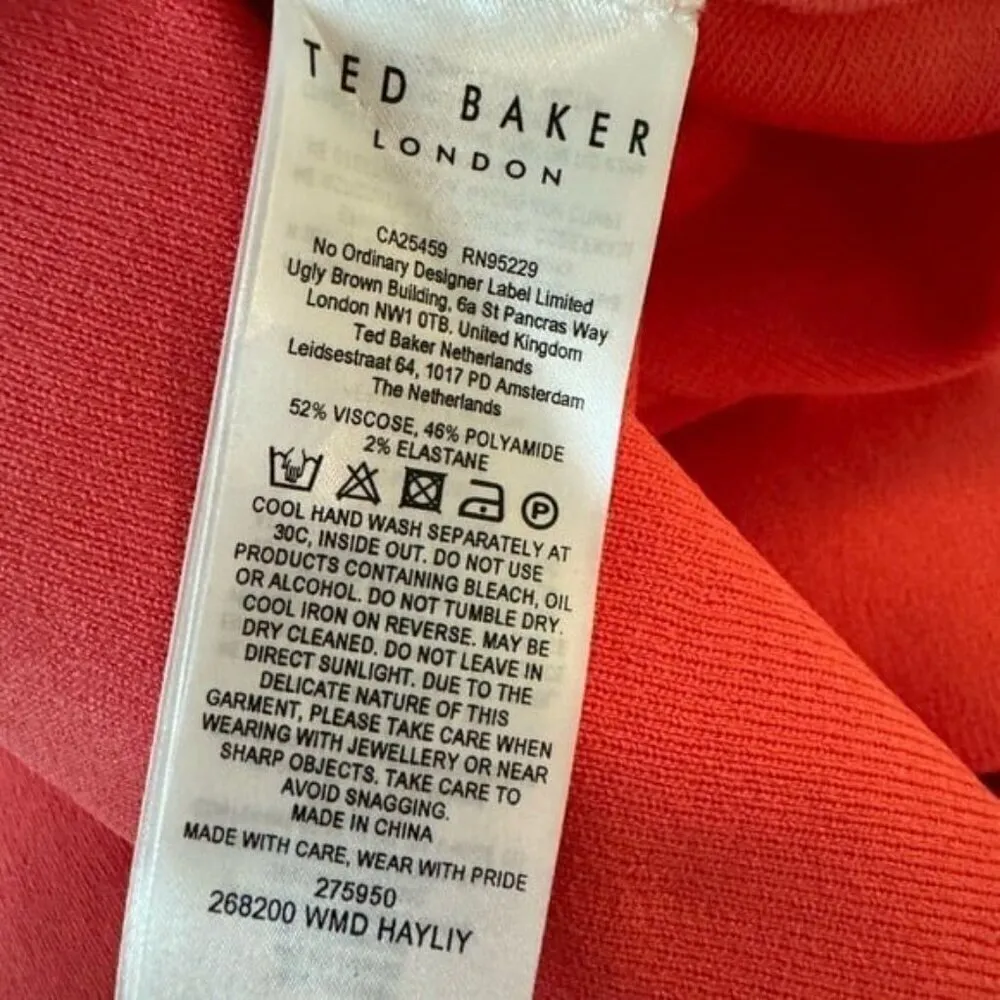 TED BAKER
LONDON
CA25459 RN95229
No Ordinary Designer Label Limited
Ugly Brown Building, 6a St Pancras Way
London NW1 0TB. United Kingdom
Ted Baker Netherlands
Leidsestraat 64, 1017 PD Amsterdam
The Netherlands
52% VISCOSE, 46% POLYAMIDE
2% ELASTANE
P
COOL HAND WASH SEPARATELY AT
30C, INSIDE OUT. DO NOT USE
PRODUCTS CONTAINING BLEACH, OIL
OR ALCOHOL. DO NOT TUMBLE DRY.
COOL IRON ON REVERSE. MAY BE
DRY CLEANED. DO NOT LEAVE IN
DIRECT SUNLIGHT. DUE TO THE
DELICATE NATURE OF THIS
GARMENT, PLEASE TAKE CARE WHEN
WEARING WITH JEWELLERY OR NEAR
SHARP OBJECTS. TAKE CARE TO
AVOID SNAGGING.
MADE IN CHINA
MADE WITH CARE, WEAR WITH PRIDE
275950
268200 WMD HAYLIY